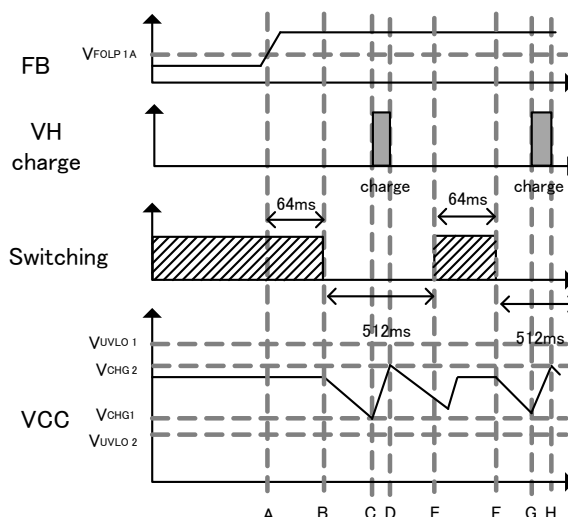 VFOLP1A
FB
VH
charge
charge
charge
64ms
64ms
Switching
512ms
512ms
VUVLO1
VCHG2
VCHG1
VUVLO2
VCC
A B C D E F G H